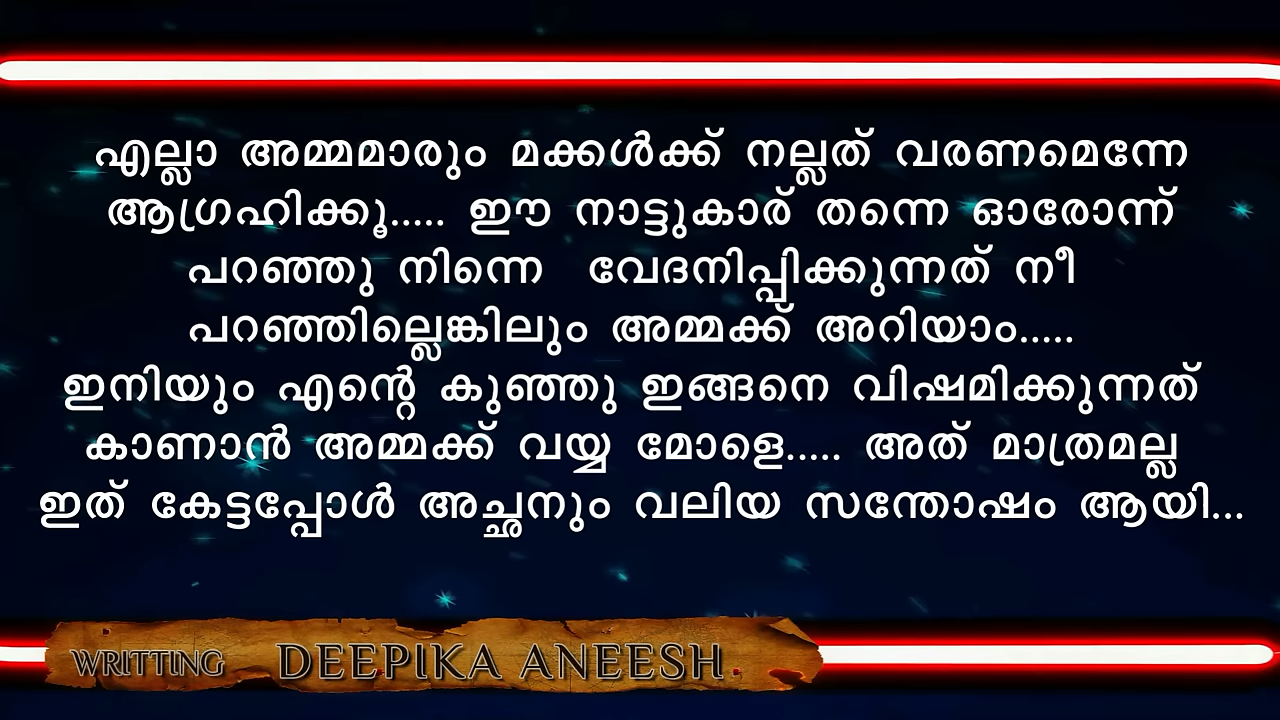 എല്ലാ അമ്മമാരും മക്കൾക്ക് നല്ലത് വരണമെന്നേ
ആഗ്രഹിക്കൂ..... ഈ നാട്ടുകാര് തന്നെ ഓരോന്ന്
പറഞ്ഞു നിന്നെ വേദനിപ്പിക്കുന്നത് നീ
പറഞ്ഞില്ലെങ്കിലും അമ്മക്ക് അറിയാം.....
ഇനിയും എന്റെ കുഞ്ഞു ഇങ്ങനെ വിഷമിക്കുന്നത്
കാണാൻ അമ്മക്ക് വയ്യ മോളെ..... അത് മാത്രമല്ല
ഇത് കേട്ടപ്പോൾ അച്ഛനും വലിയ സന്തോഷം ആയി...
WRITTING DEEPIKA ANEESH